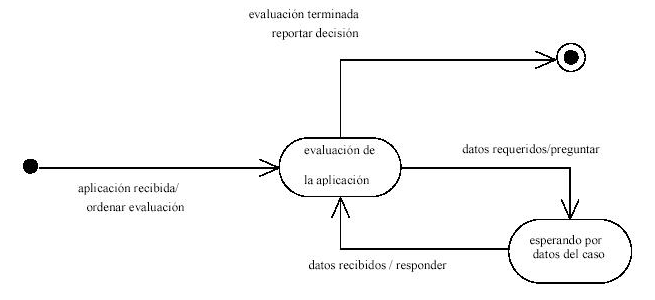 evaluación terminada
reportar decisión
evaluación de
la aplicación
datos requeridos/preguntar
aplicación recibida/
ordenar evaluación
esperando por
datos del caso
datos recibidos / responder